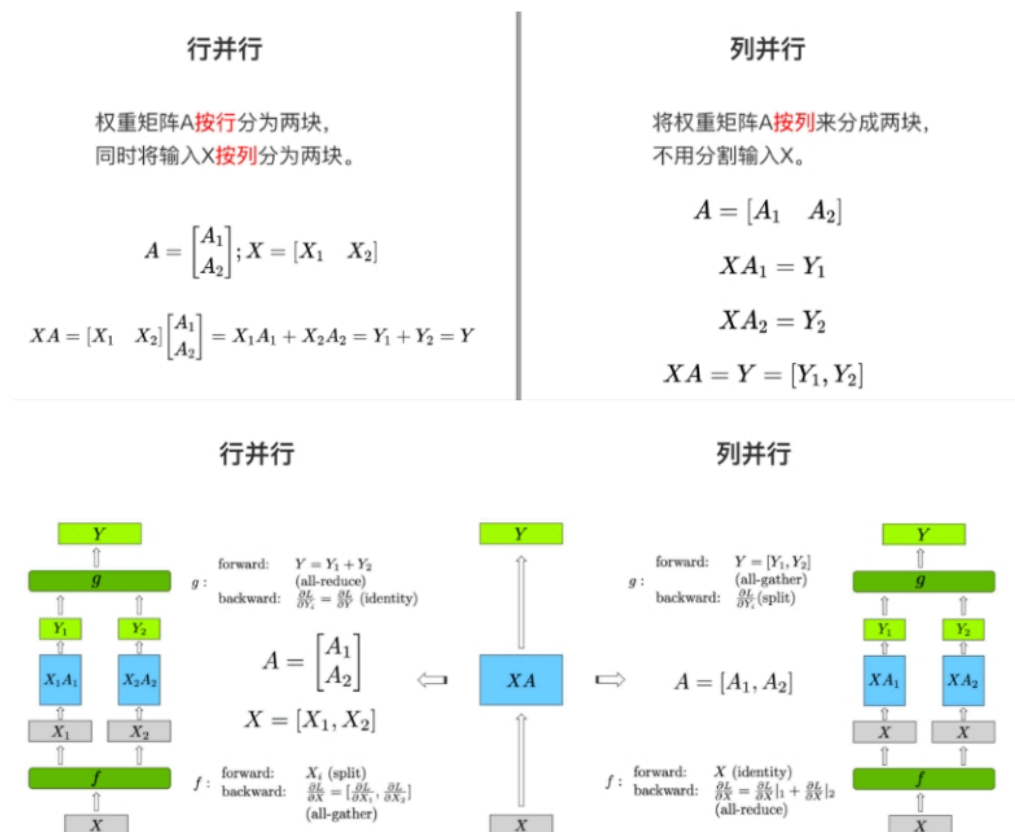 行并行
权重矩阵A按行分为两块，
同时将输入X按列分为两块。
A = [A₁ A₂]; X = [X₁ X₂]
XA = [X₁ X₂][A₁ A₂] = X₁A₁ + X₂A₂ = Y₁ + Y₂ = Y
列并行
将权重矩阵A按列来分成两块，
不用分割输入X。
A = [A₁ A₂]
XA₁ = Y₁
XA₂ = Y₂
XA = Y = [Y₁, Y₂]
行并行
Y
g
Y₁ Y₂
X₁A₁ X₂A₂
X₁ X₂
f
X
g :
forward: Y = Y₁ + Y₂
(all-reduce)
backward: ∂L/∂Yᵢ = ∂L/∂Y (identity)
A = [A₁ A₂]
X = [X₁, X₂]
f :
forward: Xᵢ (split)
backward: ∂L/∂X = [∂L/∂X₁, ∂L/∂X₂]
(all-gather)
Y
XA
X
列并行
g :
forward: Y = [Y₁, Y₂]
(all-gather)
backward: ∂L/∂Yᵢ (split)
A = [A₁, A₂]
f :
forward: X (identity)
backward: ∂L/∂X = ∂L/∂X|₁ + ∂L/∂X|₂
(all-reduce)
Y
g
Y₁ Y₂
XA₁ XA₂
X X
f
X